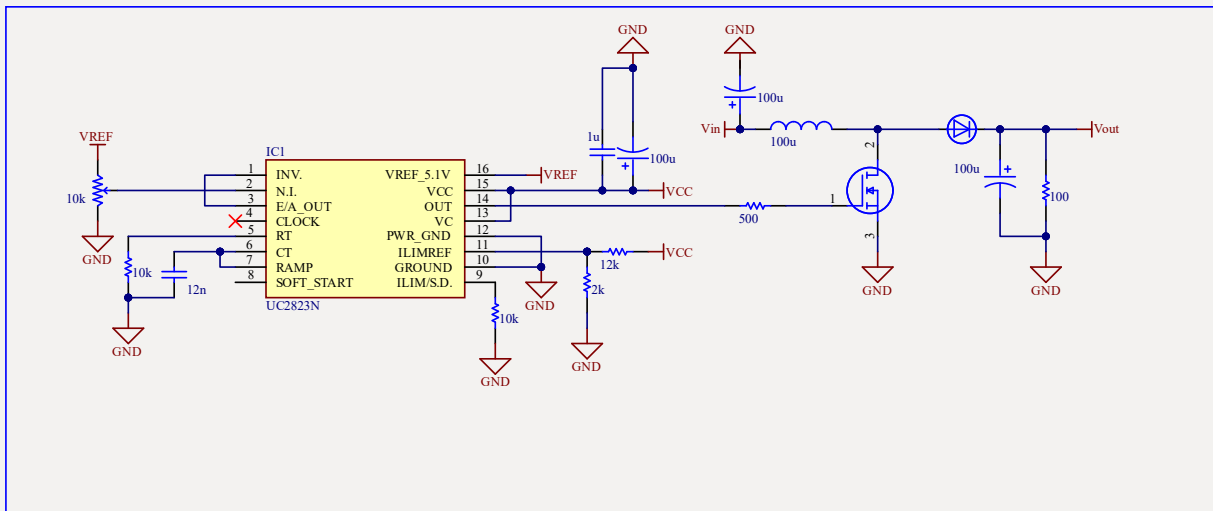 GND
GND
100u
Vin
Vout
100u
1u
100u
VREF
10k
GND
IC1
1 INV. VREF_5.1V 16 VREF
2 N.I. VCC 15 VCC
3 E/A_OUT OUT 14
4 CLOCK VC 13
5 RT PWR_GND 12
6 CT ILIMREF 11 VCC
7 RAMP GROUND 10
8 SOFT_START ILIM/S.D. 9
UC2823N
10k
12n
GND
12k
2k
GND
10k
GND
GND
500
1
2
3
GND
100u
100
GND